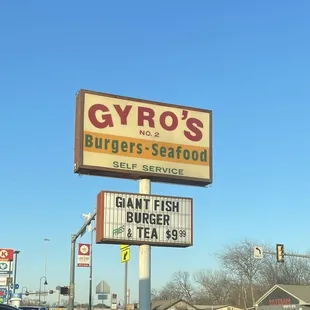 GYRO'S
NO. 2
Burgers-Seafood
SELF SERVICE
GIANT FISH
BURGER
& TEA $9.99